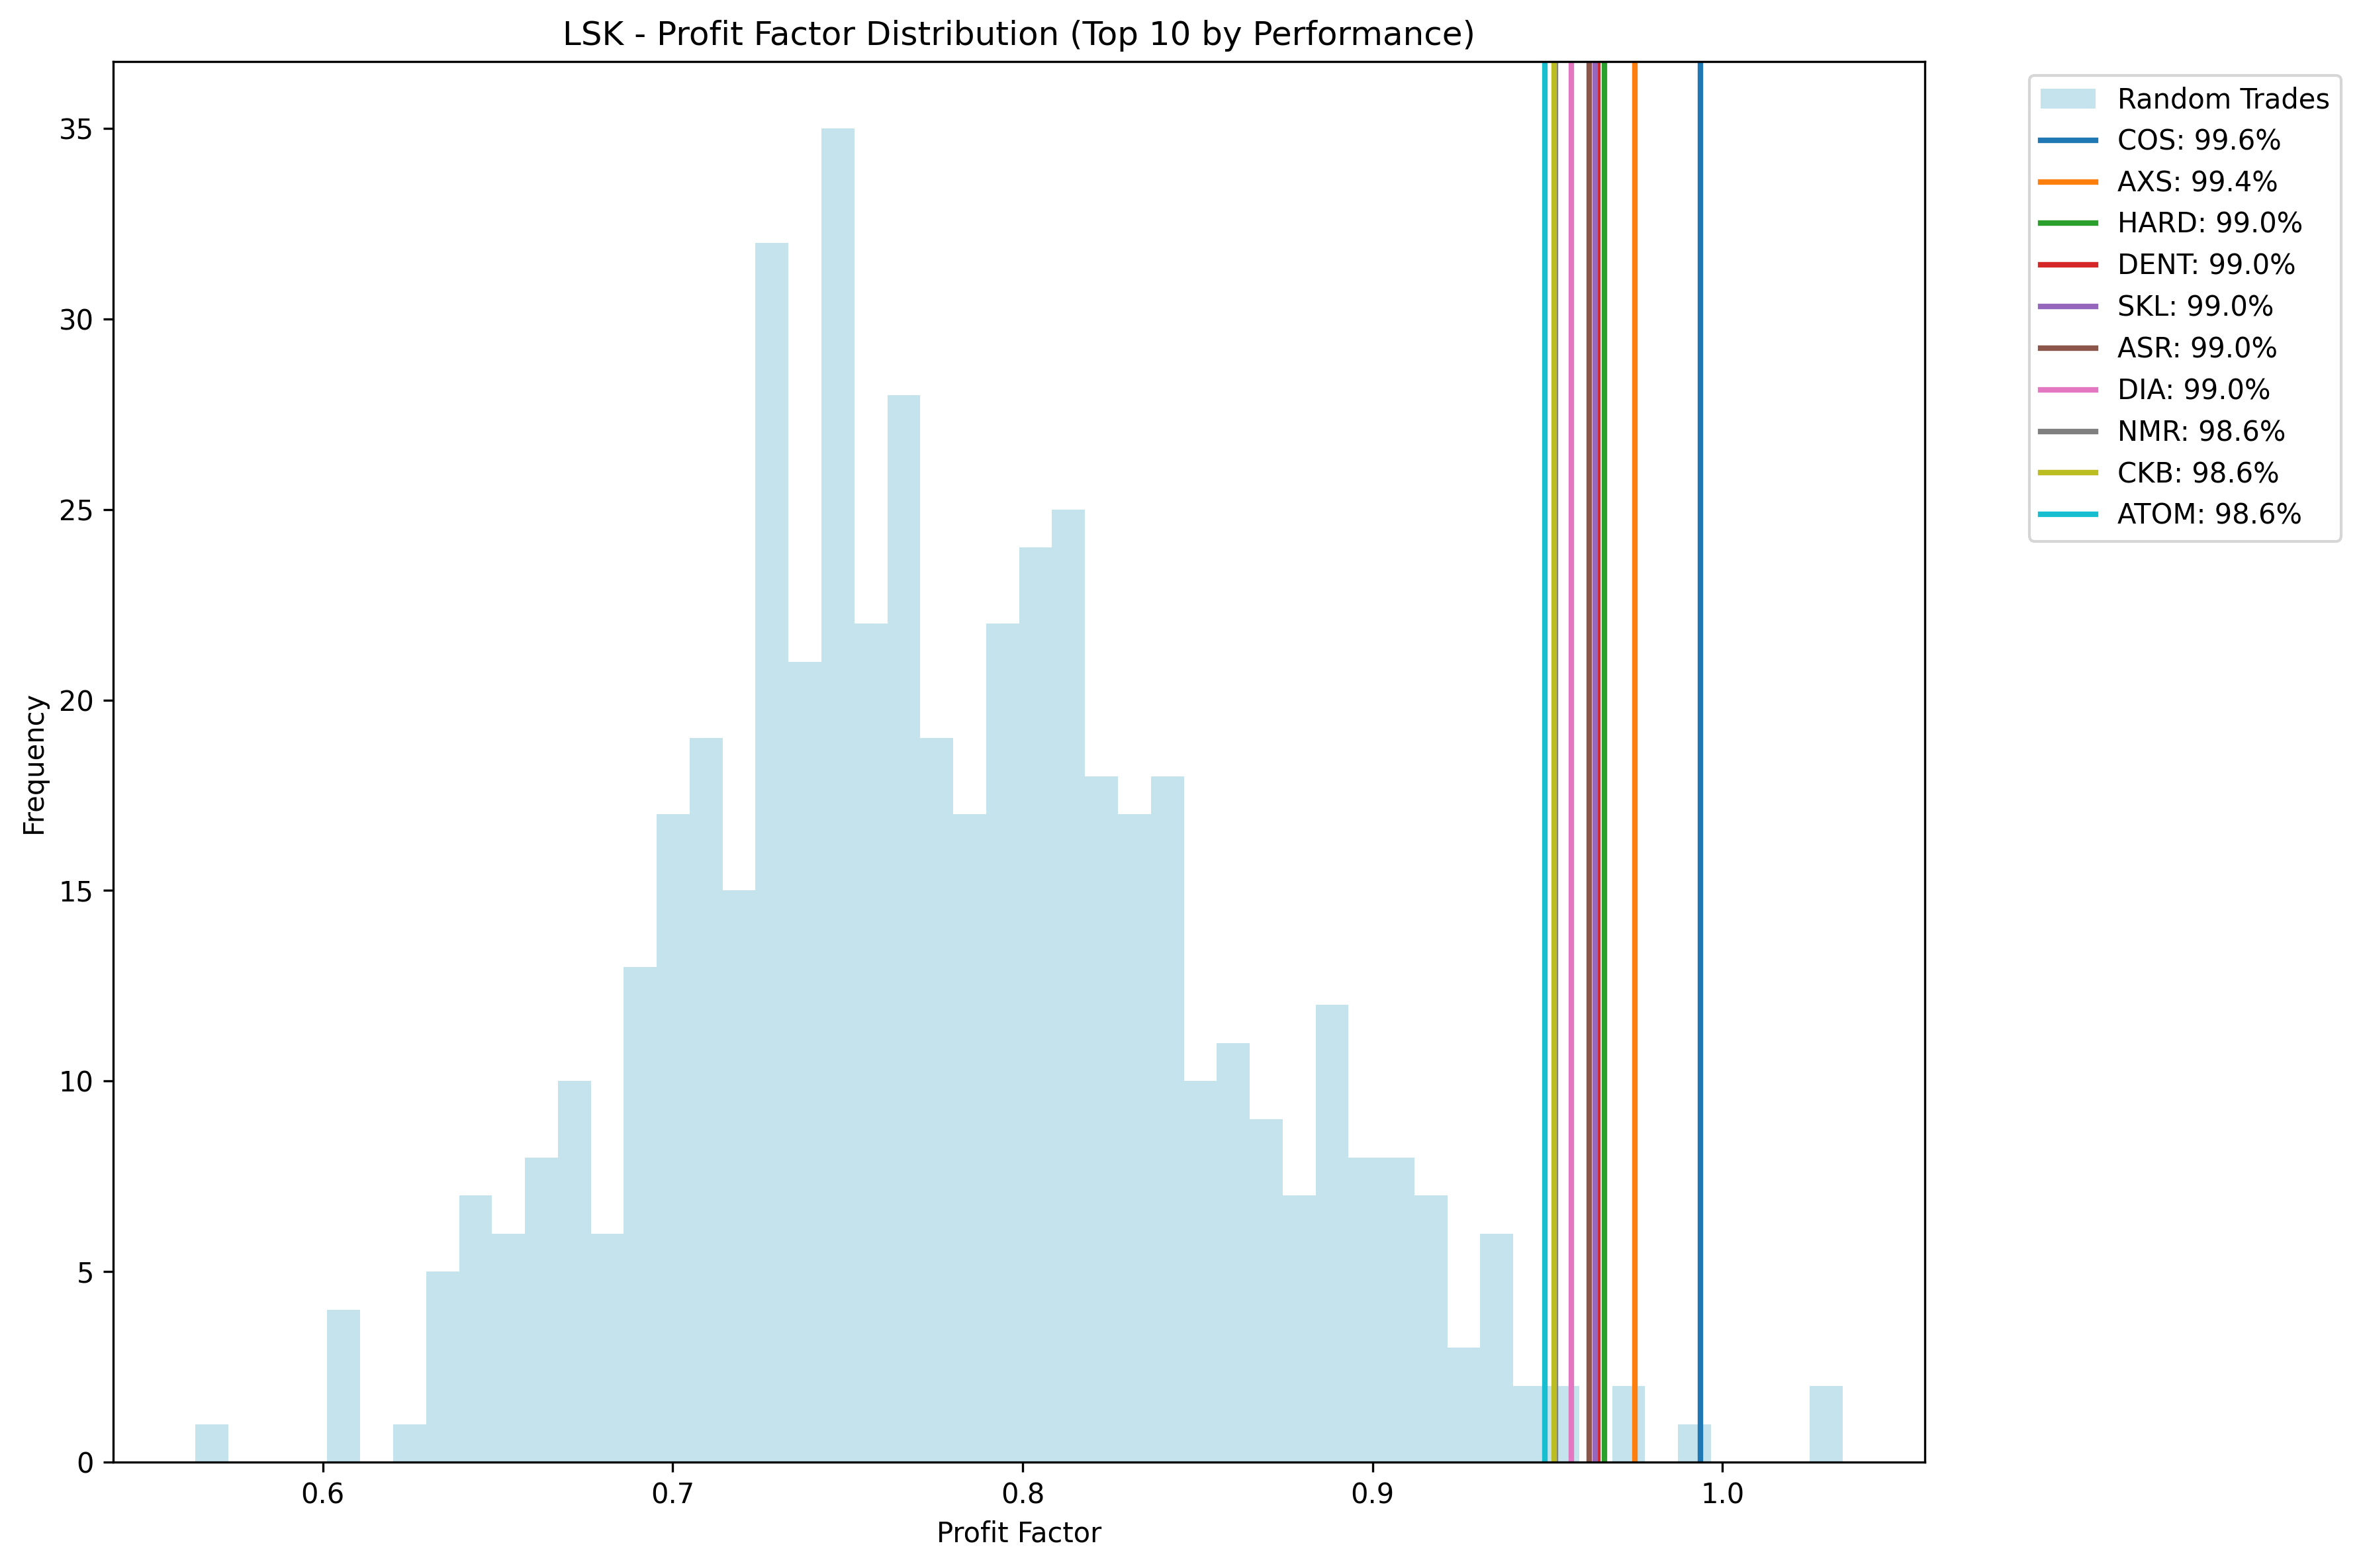 LSK - Profit Factor Distribution (Top 10 by Performance)
Frequency
35
30
25
20
15
10
5
0
0.6
0.7
0.8
0.9
1.0
Profit Factor
Random Trades
COS: 99.6%
AXS: 99.4%
HARD: 99.0%
DENT: 99.0%
SKL: 99.0%
ASR: 99.0%
DIA: 99.0%
NMR: 98.6%
CKB: 98.6%
ATOM: 98.6%